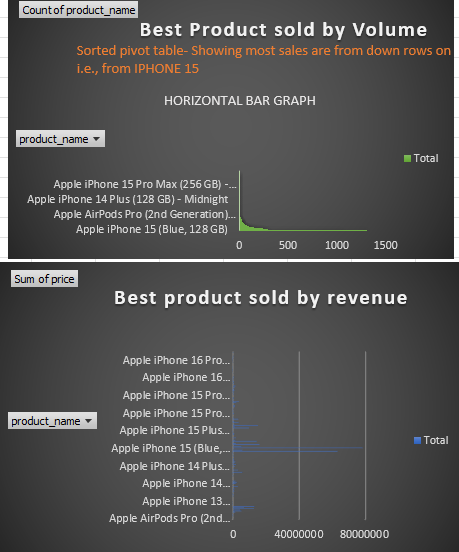 Count of product_name
Best Product sold by Volume
Sorted pivot table- Showing most sales are from down rows on
i.e., from IPHONE 15
HORIZONTAL BAR GRAPH
product_name
Total
Apple iPhone 15 Pro Max (256 GB) -...
Apple iPhone 14 Plus (128 GB) - Midnight
Apple AirPods Pro (2nd Generation)...
Apple iPhone 15 (Blue, 128 GB)
0 500 1000 1500
Sum of price
Best product sold by revenue
Apple iPhone 16 Pro...
Apple iPhone 16...
Apple iPhone 15 Pro...
Apple iPhone 15 Pro...
product_name
Apple iPhone 15 Plus...
Apple iPhone 15 (Blue,...
Total
Apple iPhone 14 Plus...
Apple iPhone 14...
Apple iPhone 13...
Apple AirPods Pro (2nd...
0 40000000 80000000